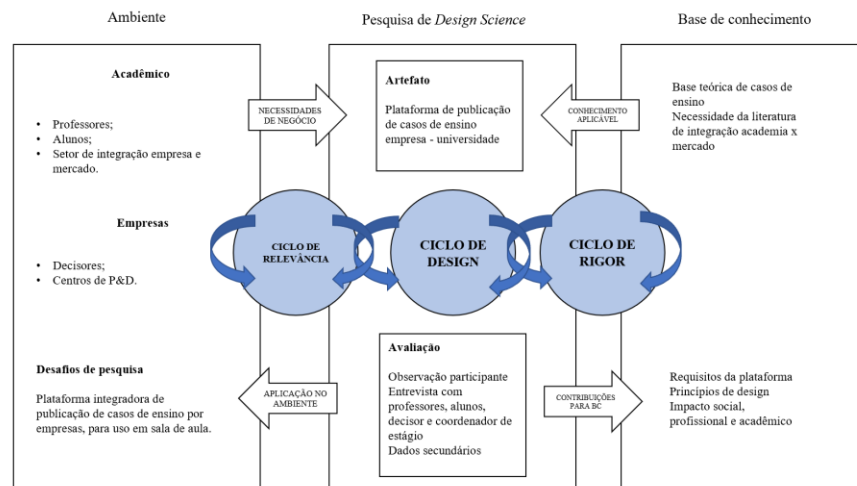 Ambiente
Pesquisa de Design Science
Base de conhecimento
Acadêmico
• Professores;
• Alunos;
• Setor de integração empresa e
mercado.
Empresas
• Decisores;
• Centros de P&D.
Desafios de pesquisa
Plataforma integradora de
publicação de casos de ensino por
empresas, para uso em sala de aula.
NECESSIDADES
DE NEGÓCIO
Artefato
Plataforma de publicação
de casos de ensino
empresa - universidade
CONHECIMENTO
APLICÁVEL
Base teórica de casos de
ensino
Necessidade da literatura
de integração academia x
mercado
CICLO DE
RELEVÂNCIA
CICLO DE
DESIGN
CICLO DE
RIGOR
APLICAÇÃO NO
AMBIENTE
Avaliação
Observação participante
Entrevista com
professores, alunos,
decisor e coordenador de
estágio
Dados secundários
CONTRIBUIÇÕES
PARA BC
Requisitos da plataforma
Princípios de design
Impacto social,
profissional e acadêmico